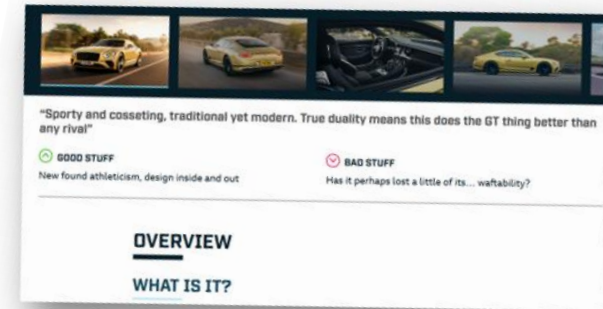 “Sporty and cosseting, traditional yet modern. True duality means this does the GT thing better than
any rival”
GOOD STUFF
New found athleticism, design inside and out
BAD STUFF
Has it perhaps lost a little of its... waftability?
OVERVIEW
WHAT IS IT?